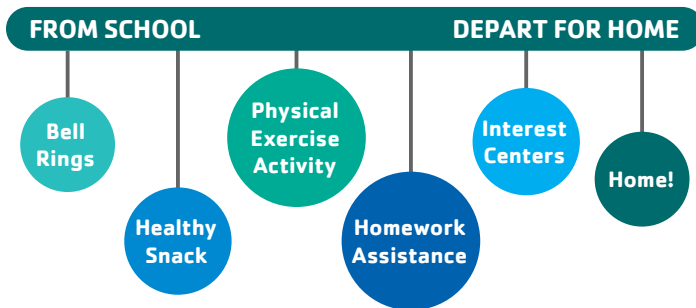 FROM SCHOOL
DEPART FOR HOME
Bell
Rings
Healthy
Snack
Physical
Exercise
Activity
Homework
Assistance
Interest
Centers
Home!